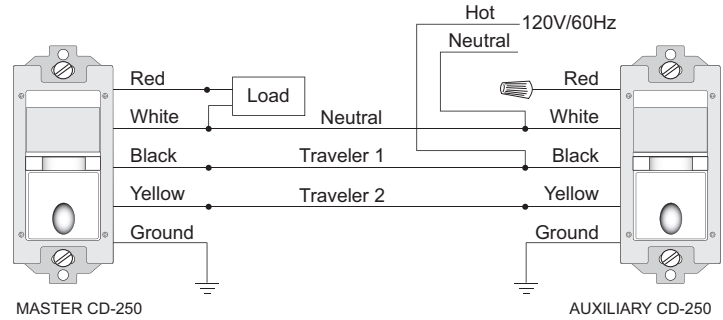 Hot
120V/60Hz
Neutral
Red
Load
Red
White
Neutral
White
Black
Traveler 1
Black
Yellow
Traveler 2
Yellow
Ground
Ground
MASTER CD-250
AUXILIARY CD-250